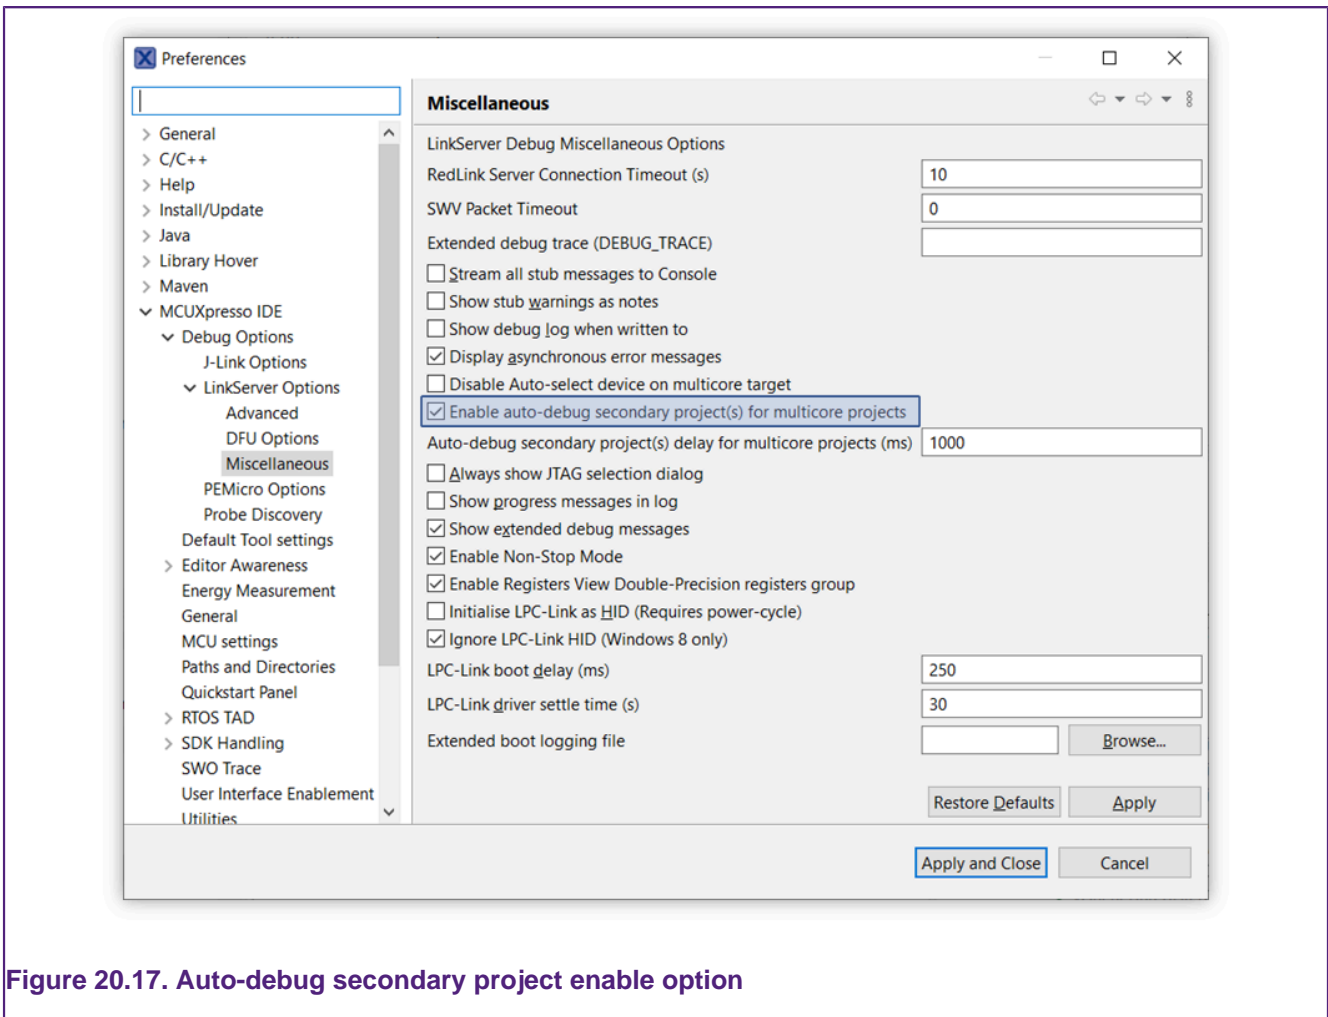 Preferences
General
C/C++
Help
Install/Update
Java
Library Hover
Maven
MCUXpresso IDE
Debug Options
J-Link Options
LinkServer Options
Advanced
DFU Options
Miscellaneous
PEMicro Options
Probe Discovery
Default Tool settings
Editor Awareness
Energy Measurement
General
MCU settings
Paths and Directories
Quickstart Panel
RTOS TAD
SDK Handling
SWO Trace
User Interface Enablement
Utilities
Miscellaneous
LinkServer Debug Miscellaneous Options
RedLink Server Connection Timeout (s) 10
SWV Packet Timeout 0
Extended debug trace (DEBUG_TRACE)
Stream all stub messages to Console
Show stub warnings as notes
Show debug log when written to
Display asynchronous error messages
Disable Auto-select device on multicore target
Enable auto-debug secondary project(s) for multicore projects
Auto-debug secondary project(s) delay for multicore projects (ms) 1000
Always show JTAG selection dialog
Show progress messages in log
Show extended debug messages
Enable Non-Stop Mode
Enable Registers View Double-Precision registers group
Initialise LPC-Link as HID (Requires power-cycle)
Ignore LPC-Link HID (Windows 8 only)
LPC-Link boot delay (ms) 250
LPC-Link driver settle time (s) 30
Extended boot logging file Browse...
Restore Defaults Apply
Apply and Close Cancel
Figure 20.17. Auto-debug secondary project enable option